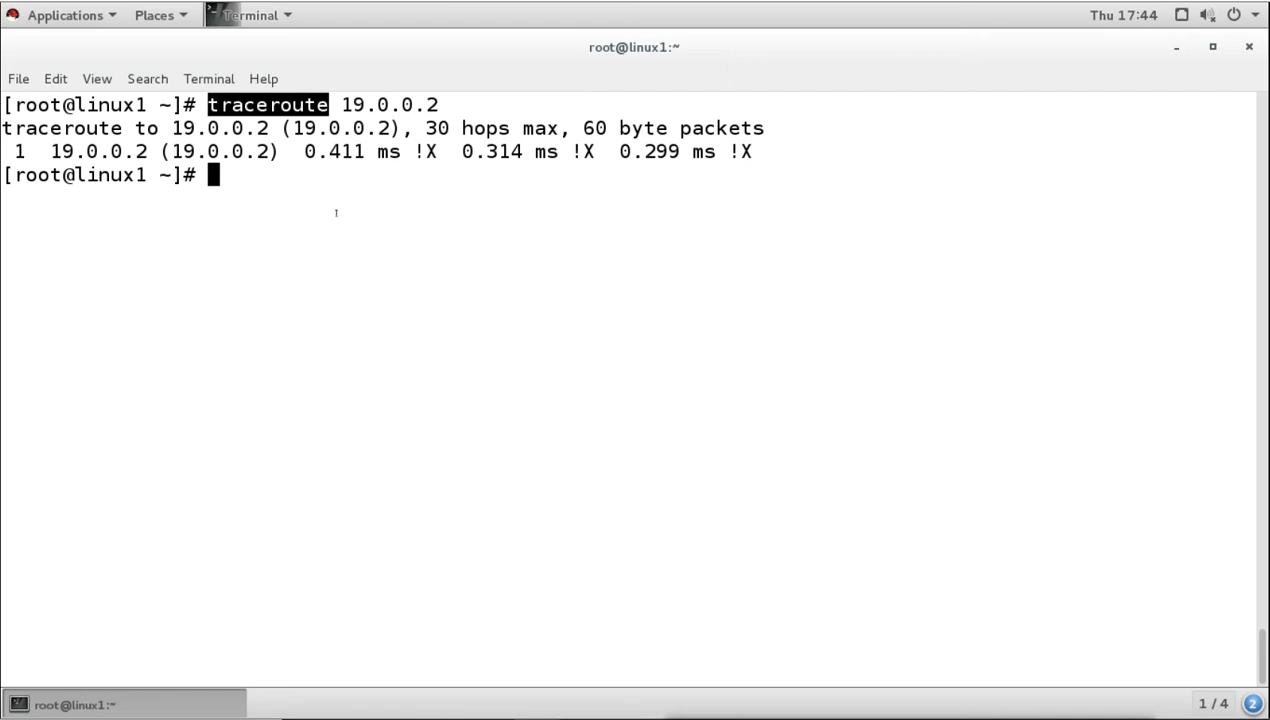 Applications Places Terminal Thu 17:44
root@linux1:~
File Edit View Search Terminal Help
[root@linux1 ~]# traceroute 19.0.0.2
traceroute to 19.0.0.2 (19.0.0.2), 30 hops max, 60 byte packets
 1  19.0.0.2 (19.0.0.2)  0.411 ms !X  0.314 ms !X  0.299 ms !X
[root@linux1 ~]#
root@linux1:~ 1 / 4 2